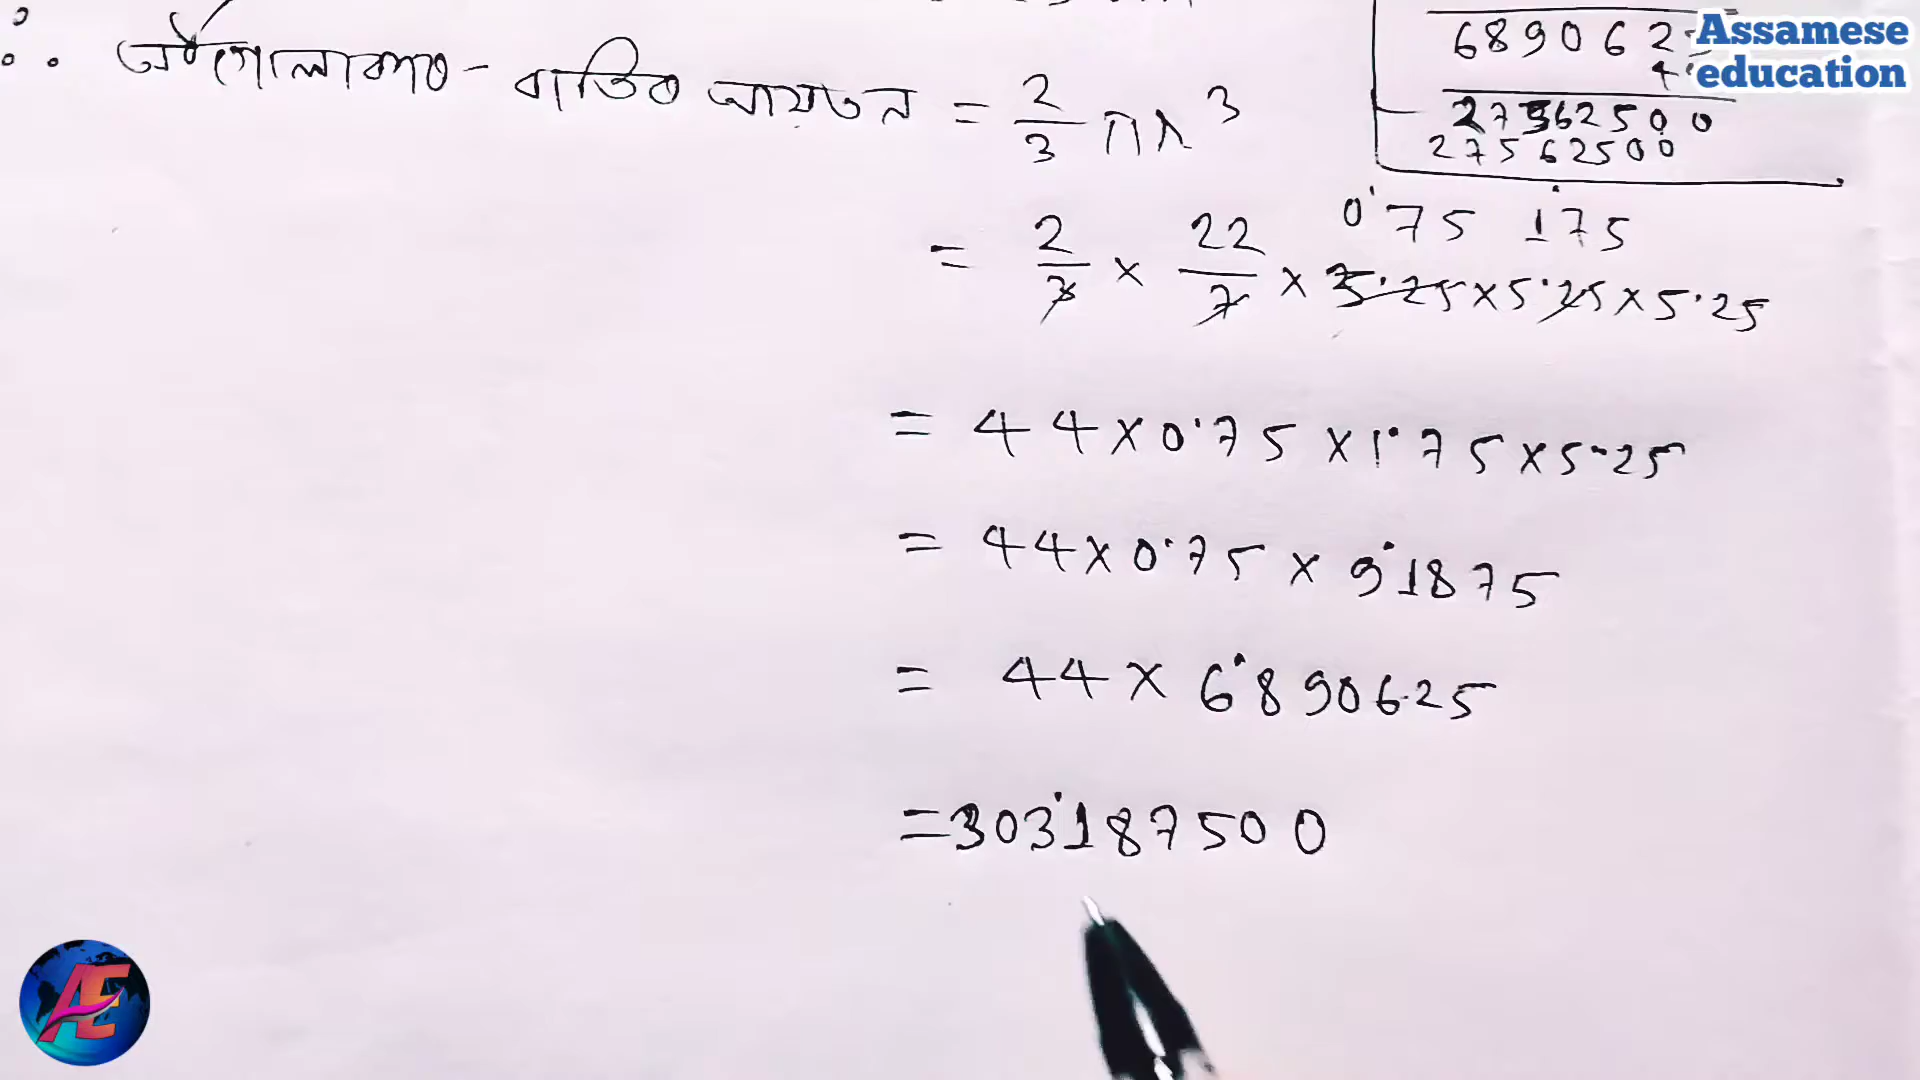 ∴ অৰ্ধগোলাকাৰ - বাতিৰ আয়তন = 2/3 πr³
689062
27562500
27562500
0.75 1.75
= 2/3 × 22/7 × 5.25 × 5.25 × 5.25
= 44 × 0.75 × 1.75 × 5.25
= 44 × 0.75 × 9.1875
= 44 × 6.890625
= 303.187500
Assamese
education
AE